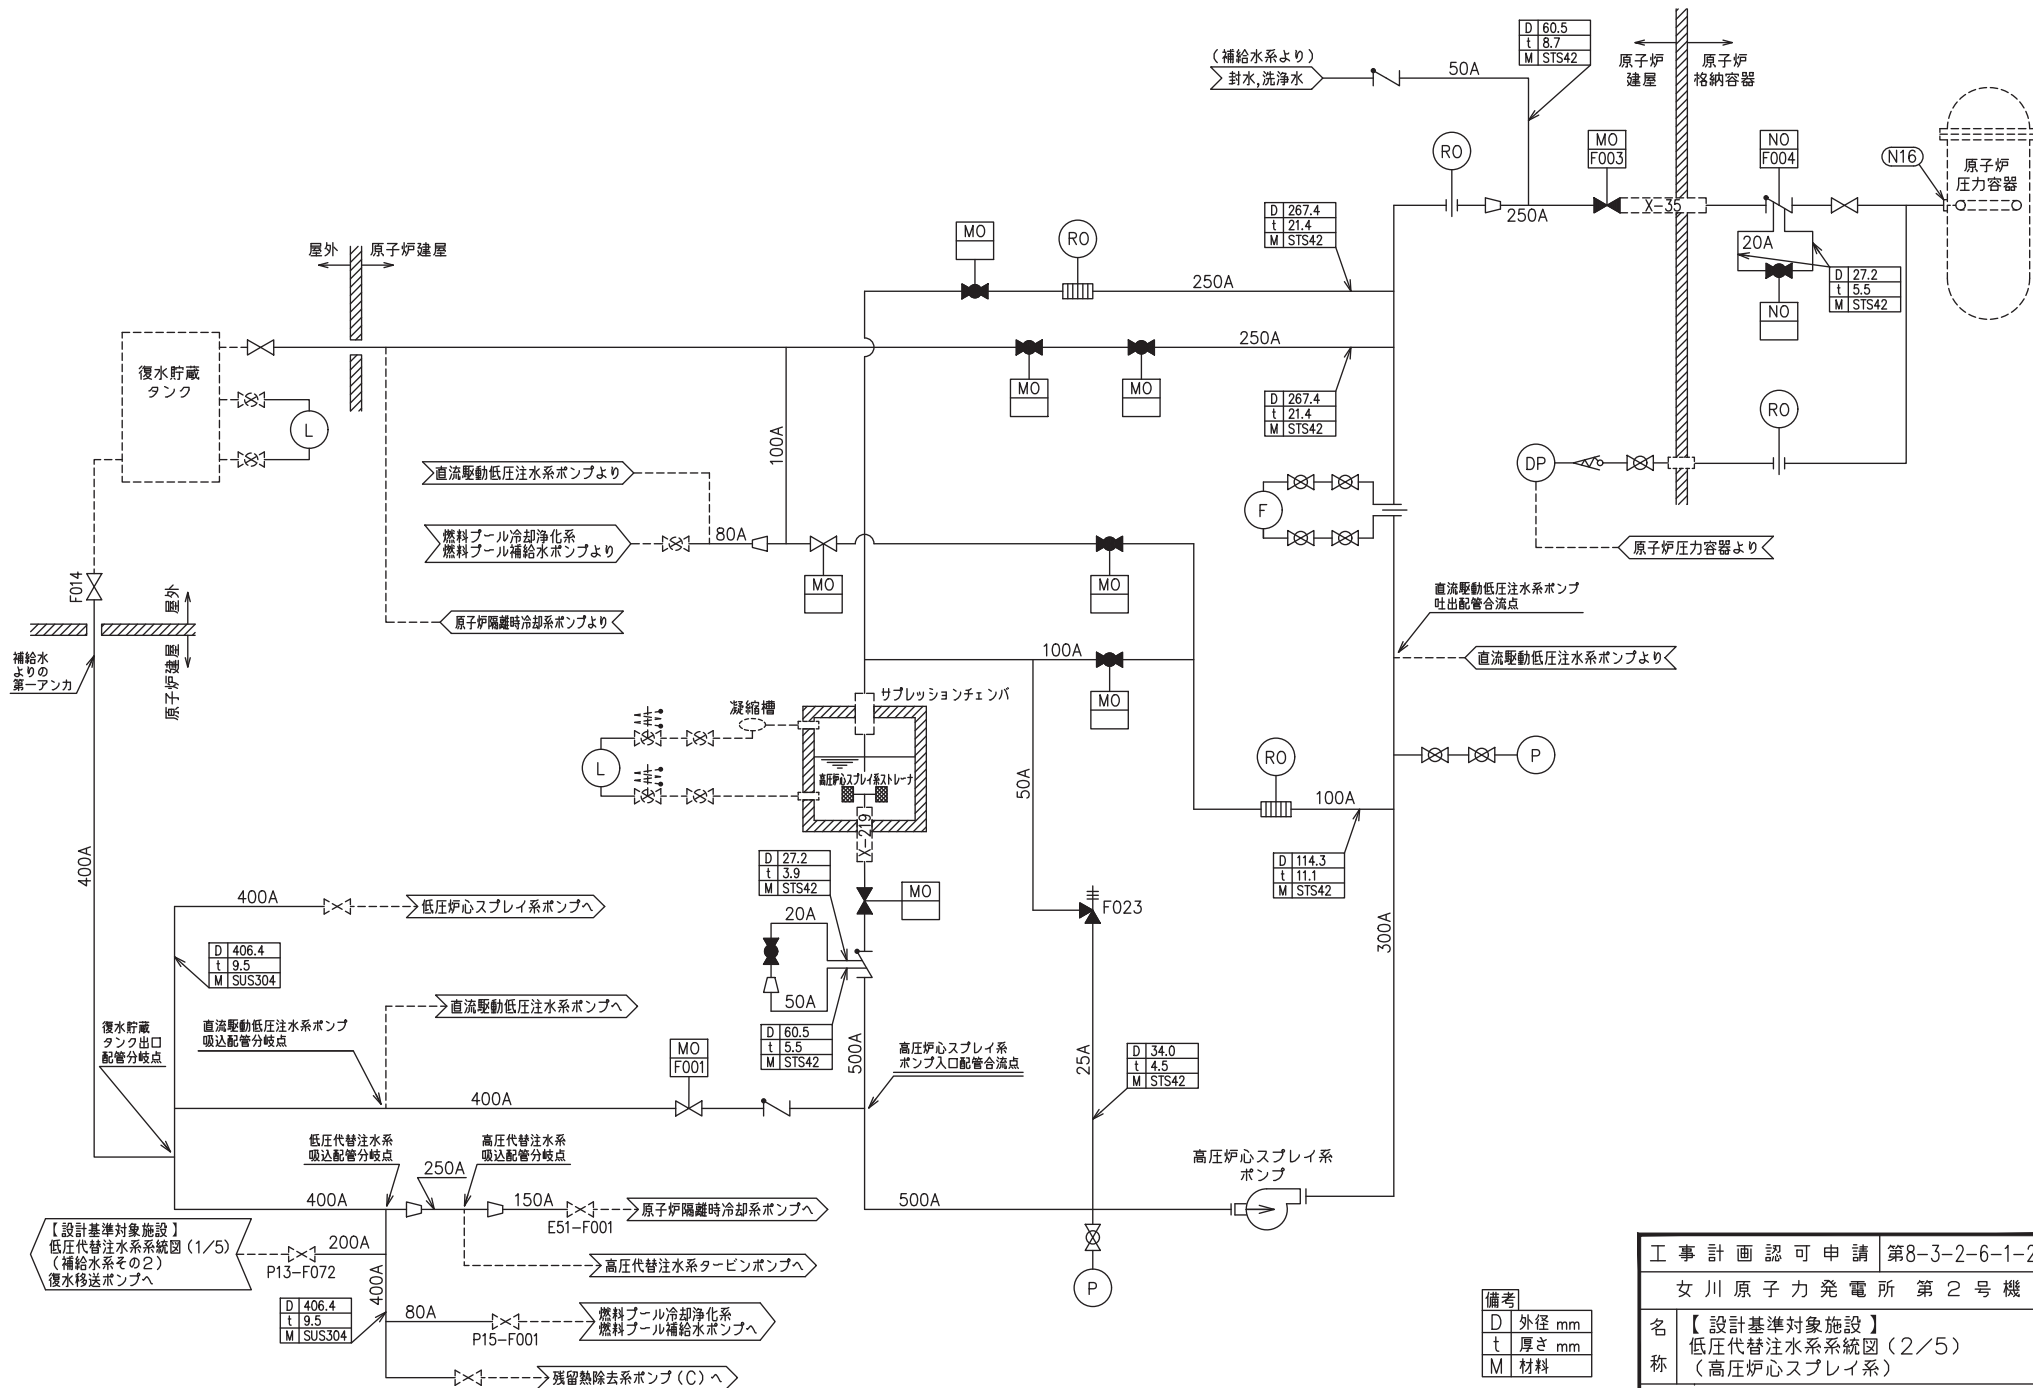 (補給水系より)
封水,洗浄水
50A
D 60.5
t 8.7
M STS42
原子炉
建屋
原子炉
格納容器
RO
MO
F003
NO
F004
N16
原子炉
圧力容器
250A
X-35
20A
NO
D 27.2
t 5.5
M STS42
屋外
原子炉建屋
MO
RO
250A
D 267.4
t 21.4
M STS42
復水貯蔵
タンク
L
250A
MO
MO
D 267.4
t 21.4
M STS42
RO
100A
直流駆動低圧注水系ポンプより
燃料プール冷却浄化系
燃料プール補給水ポンプより
80A
MO
MO
F
DP
原子炉圧力容器より
F014
屋外
原子炉建屋
補給水
よりの
第一アンカ
原子炉隔離時冷却系ポンプより
直流駆動低圧注水系ポンプ
吐出配管合流点
直流駆動低圧注水系ポンプより
100A
MO
サプレッションチェンバ
凝縮槽
L
高圧炉心スプレイ系ストレーナ
X-219
50A
RO
100A
P
D 114.3
t 11.1
M STS42
400A
400A
低圧炉心スプレイ系ポンプへ
D 406.4
t 9.5
M SUS304
D 27.2
t 3.9
M STS42
MO
20A
50A
D 60.5
t 5.5
M STS42
F023
300A
直流駆動低圧注水系ポンプへ
復水貯蔵
タンク出口
配管分岐点
直流駆動低圧注水系ポンプ
吸込配管分岐点
MO
F001
500A
高圧炉心スプレイ系
ポンプ入口配管合流点
25A
D 34.0
t 4.5
M STS42
400A
低圧代替注水系
吸込配管分岐点
高圧代替注水系
吸込配管分岐点
250A
400A
150A
E51-F001
原子炉隔離時冷却系ポンプへ
500A
高圧炉心スプレイ系
ポンプ
P
【設計基準対象施設】
低圧代替注水系系統図(1/5)
(補給水系その2)
復水移送ポンプへ
200A
P13-F072
400A
高圧代替注水系タービンポンプへ
D 406.4
t 9.5
M SUS304
80A
P15-F001
燃料プール冷却浄化系
燃料プール補給水ポンプへ
残留熱除去系ポンプ(C)へ
備考
D 外径 mm
t 厚さ mm
M 材料
工事計画認可申請 第8-3-2-6-1-2
女川原子力発電所 第2号機
名称
【設計基準対象施設】
低圧代替注水系系統図(2/5)
(高圧炉心スプレイ系)